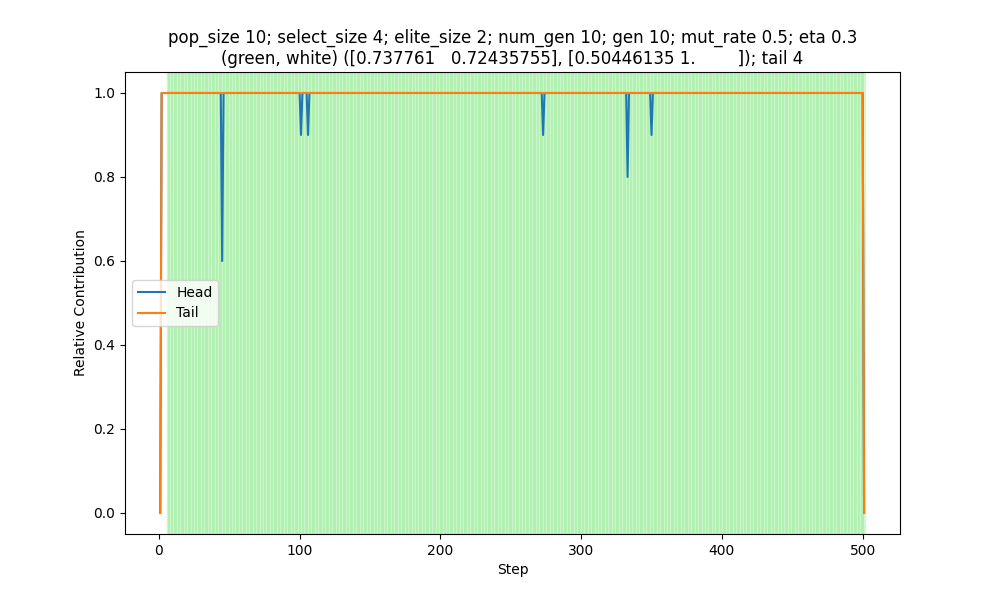 pop_size 10; select_size 4; elite_size 2; num_gen 10; gen 10; mut_rate 0.5; eta 0.3
(green, white) ([0.737761   0.72435755], [0.50446135 1.        ]); tail 4
1.0
0.8
0.6
0.4
0.2
0.0
Relative Contribution
Head
Tail
0
100
200
300
400
500
Step